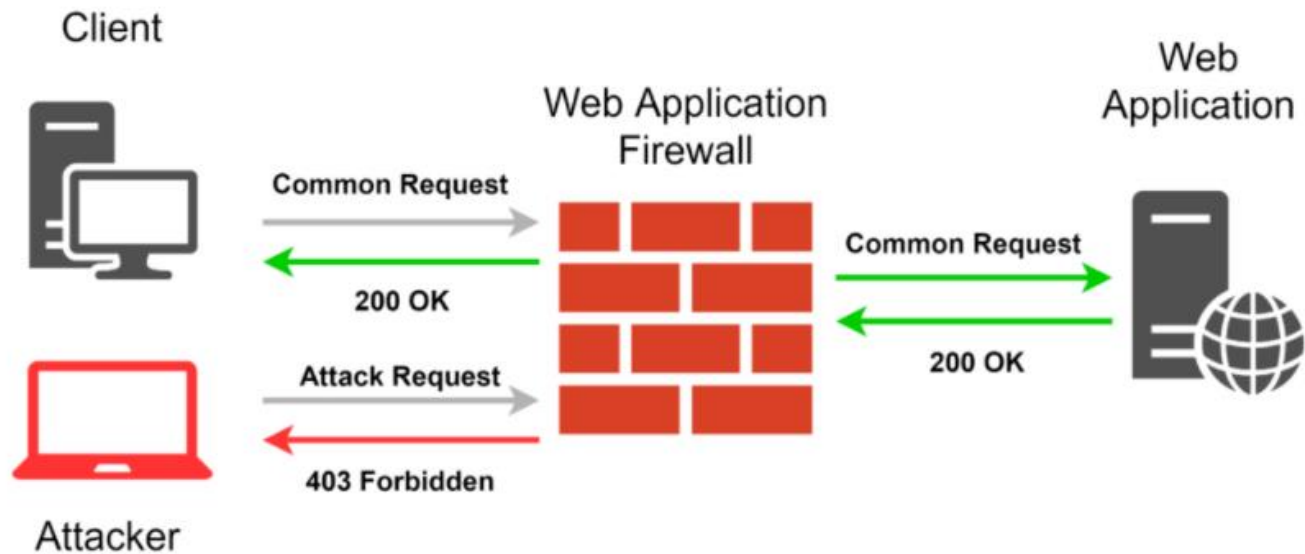 Client
Web Application
Firewall
Web
Application
Common Request
200 OK
Common Request
200 OK
Attack Request
403 Forbidden
Attacker